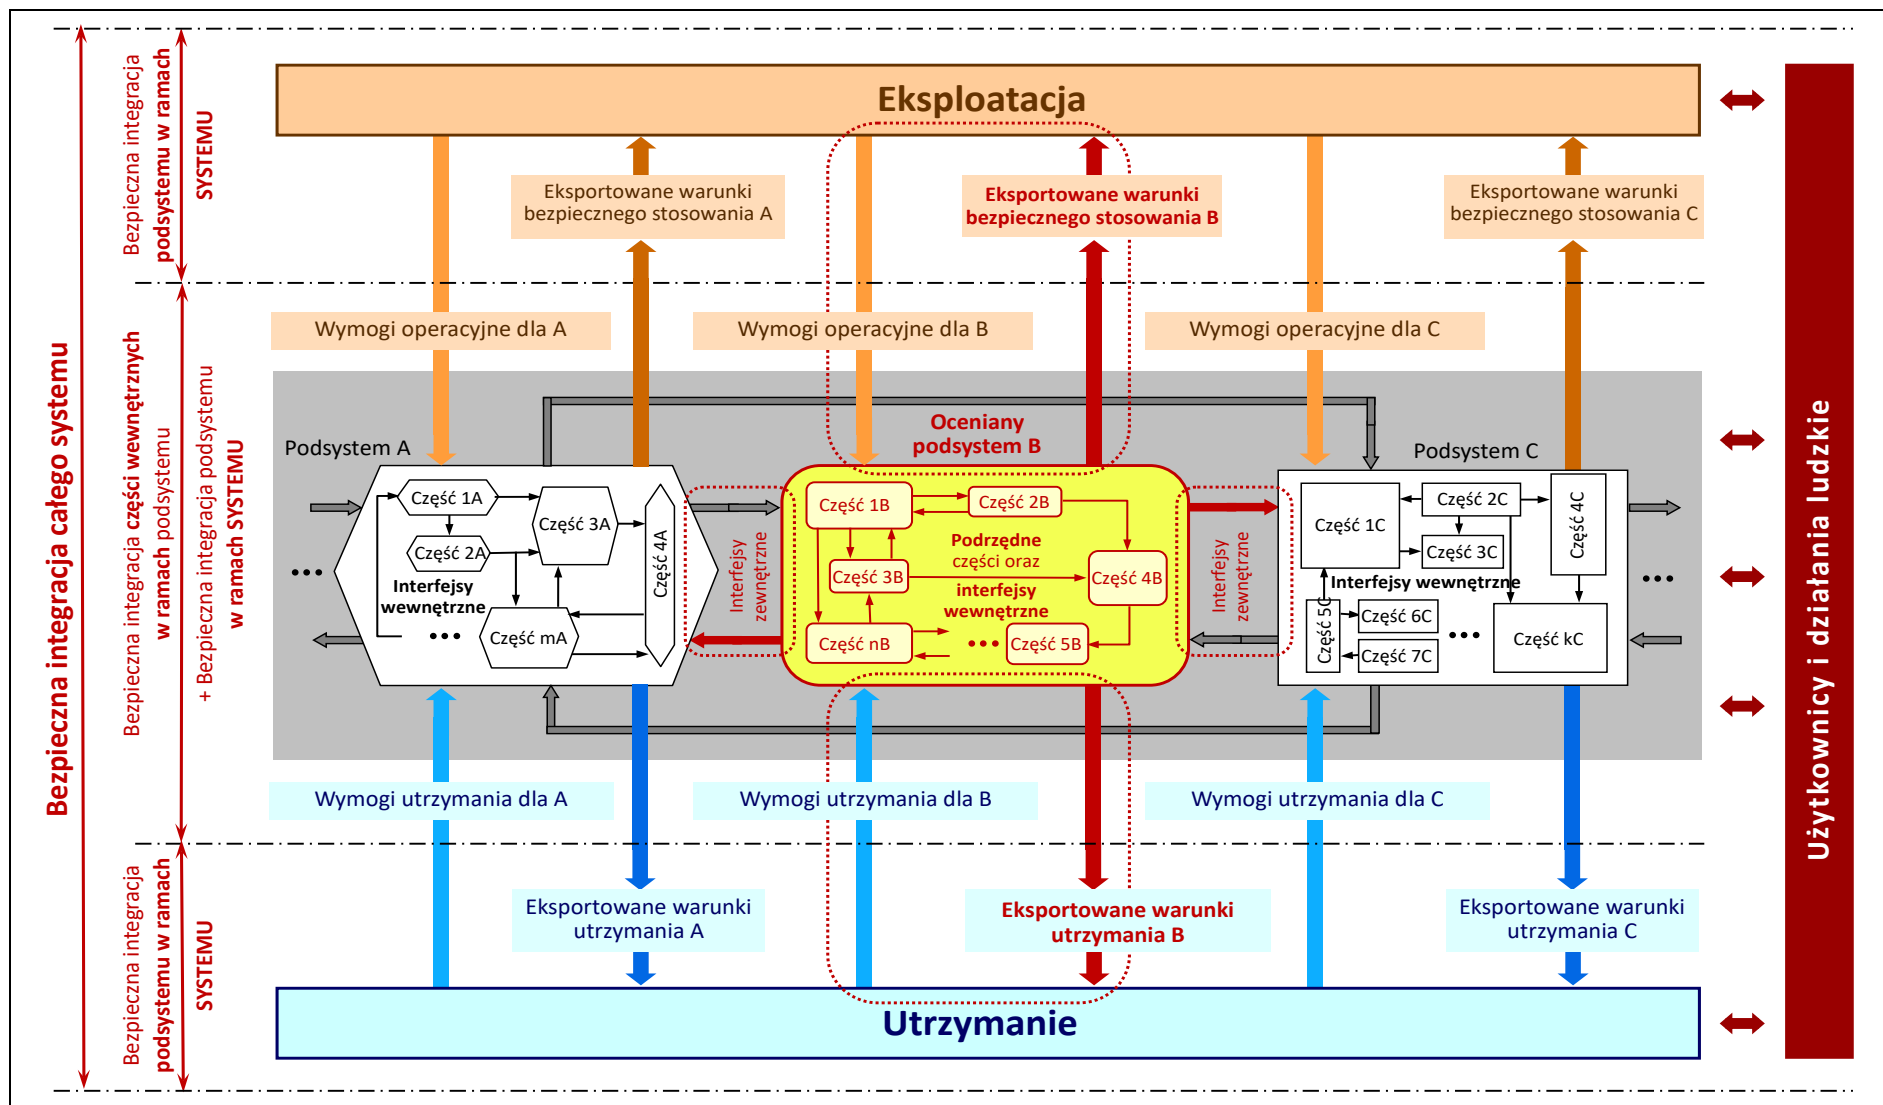 Bezpieczna integracja całego systemu
Bezpieczna integracja
podsystemu w ramach
SYSTEMU
Bezpieczna integracja części wewnętrznych
w ramach podsystemu
+ Bezpieczna integracja podsystemu
w ramach SYSTEMU
Bezpieczna integracja
podsystemu w ramach
SYSTEMU
Eksploatacja
Eksportowane warunki
bezpiecznego stosowania A
Eksportowane warunki
bezpiecznego stosowania B
Eksportowane warunki
bezpiecznego stosowania C
Wymogi operacyjne dla A
Wymogi operacyjne dla B
Wymogi operacyjne dla C
Podsystem A
Część 1A
Część 2A
Część 3A
Część 4A
Interfejsy
wewnętrzne
•••
Część mA
•••
Interfejsy
zewnętrzne
Oceniany
podsystem B
Część 1B
Część 2B
Podrzędne
części oraz
Część 3B
Część 4B
interfejsy
wewnętrzne
Część nB
•••
Część 5B
Interfejsy
zewnętrzne
Podsystem C
Część 1C
Część 2C
Część 3C
Część 4C
Interfejsy wewnętrzne
Część 5C
Część 6C
Część 7C
•••
Część kC
•••
Wymogi utrzymania dla A
Wymogi utrzymania dla B
Wymogi utrzymania dla C
Eksportowane warunki
utrzymania A
Eksportowane warunki
utrzymania B
Eksportowane warunki
utrzymania C
Utrzymanie
Użytkownicy i działania ludzkie